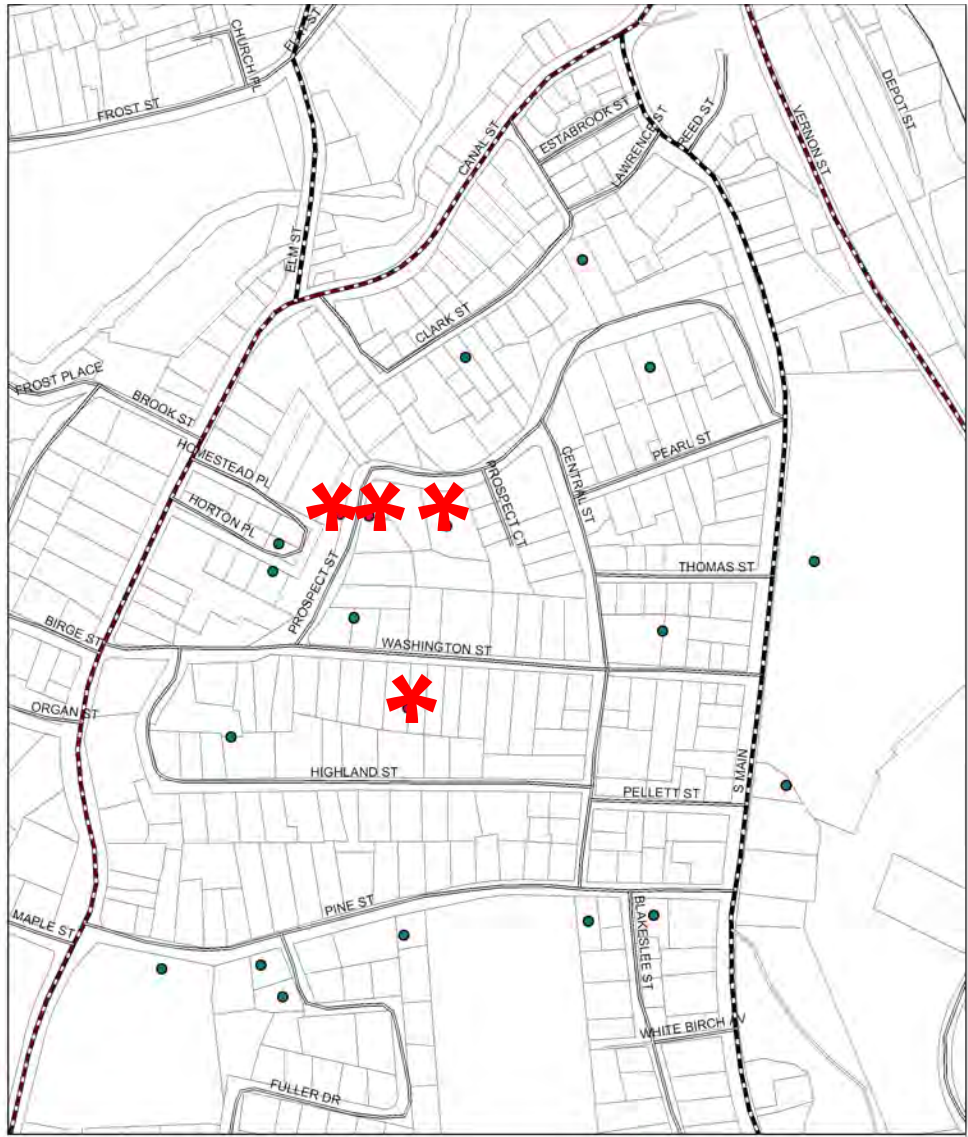 CHURCH PL
ELM ST
FROST ST
DEPOT ST
VERNON ST
ESTABROOK ST
CANAL ST
LAWRENCE ST
REED ST
ELM ST
CLARK ST
FROST PLACE
BROOK ST
HOMESTEAD PL
HORTON PL
PEARL ST
CENTRAL ST
PROSPECT CT
PROSPECT ST
THOMAS ST
BIRGE ST
WASHINGTON ST
ORGAN ST
HIGHLAND ST
S MAIN
PELLETT ST
PINE ST
MAPLE ST
BLAKESLEE ST
WHITE BIRCH AV
FULLER DR